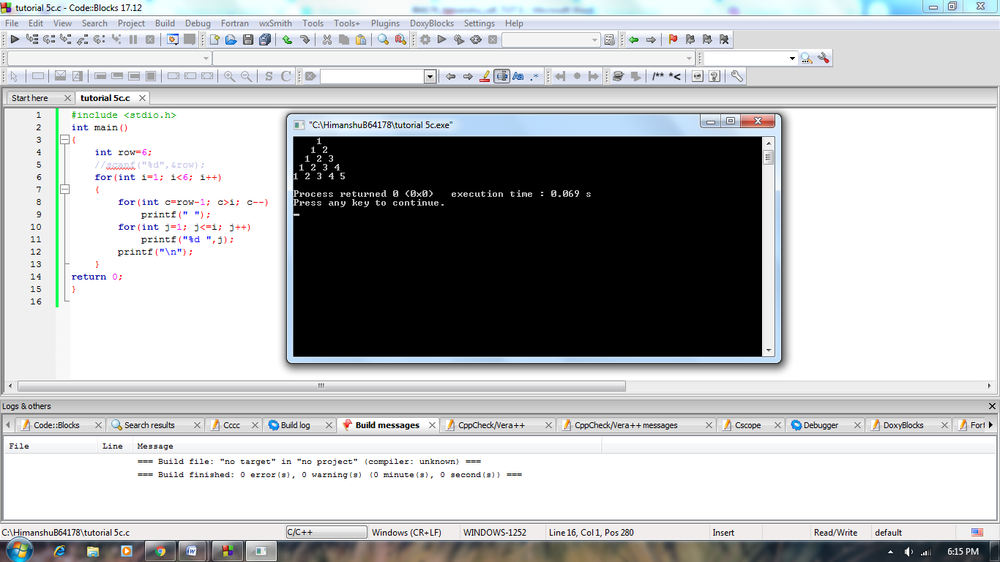 tutorial 5c.c - Code::Blocks 17.12
File Edit View Search Project Build Debug Fortran wxSmith Tools Tools+ Plugins DoxyBlocks Settings Help
S C Aa .* /** *<
Start here tutorial 5c.c
1 #include <stdio.h>
2 int main()
3 {
4 int row=6;
5 //scanf("%d",&row);
6 for(int i=1; i<6; i++)
7 {
8 for(int c=row-1; c>i; c--)
9 printf(" ");
10 for(int j=1; j<=i; j++)
11 printf("%d ",j);
12 printf("\n");
13 }
14 return 0;
15 }
16
"C:\HimanshuB64178\tutorial 5c.exe"
1
1 2
1 2 3
1 2 3 4
1 2 3 4 5
Process returned 0 (0x0) execution time : 0.069 s
Press any key to continue.
Logs & others
Code::Blocks Search results Cccc Build log Build messages CppCheck/Vera++ CppCheck/Vera++ messages Cscope Debugger DoxyBlocks Fort
File Line Message
=== Build file: "no target" in "no project" (compiler: unknown) ===
=== Build finished: 0 error(s), 0 warning(s) (0 minute(s), 0 second(s)) ===
C:\HimanshuB64178\tutorial 5c.c C/C++ Windows (CR+LF) WINDOWS-1252 Line 16, Col 1, Pos 280 Insert Read/Write default
6:15 PM